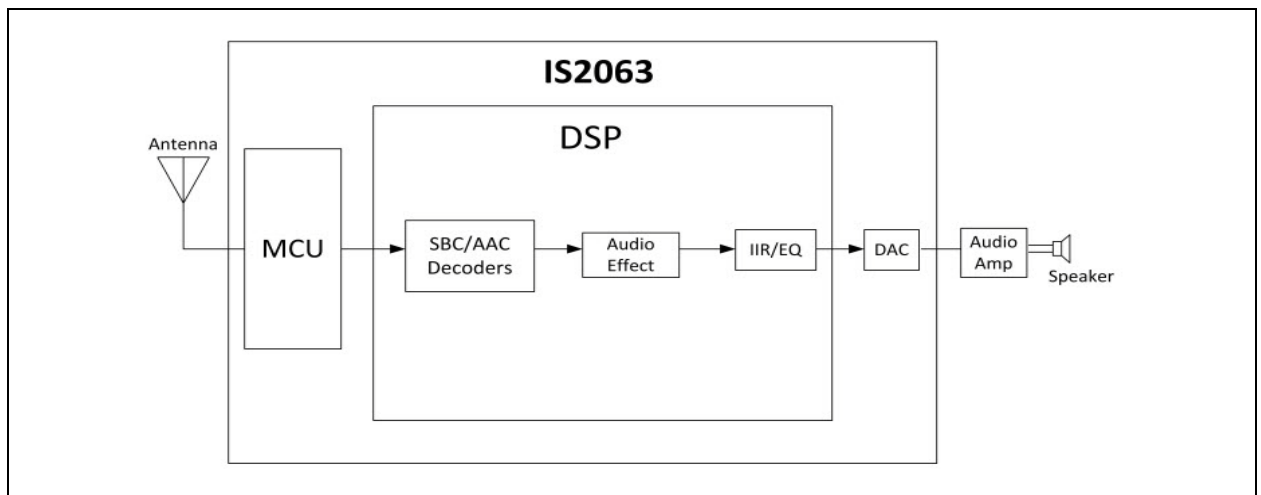 IS2063
DSP
Antenna
MCU
SBC/AAC
Decoders
Audio
Effect
IIR/EQ
DAC
Audio
Amp
Speaker